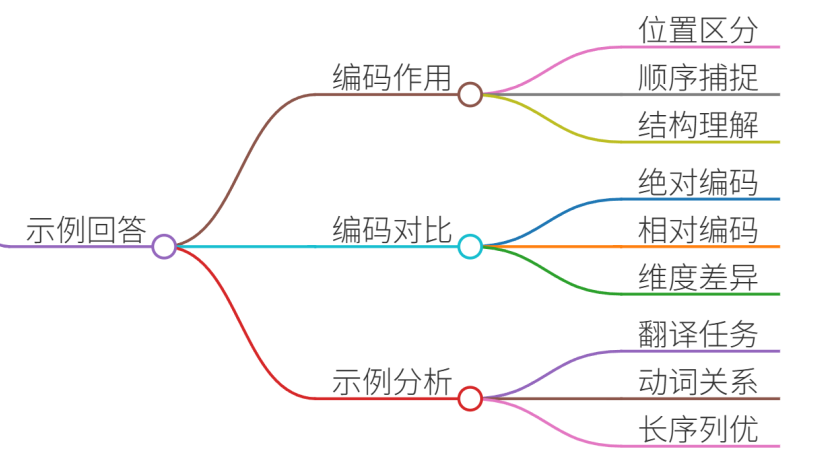 示例回答
编码作用
位置区分
顺序捕捉
结构理解
编码对比
绝对编码
相对编码
维度差异
示例分析
翻译任务
动词关系
长序列优